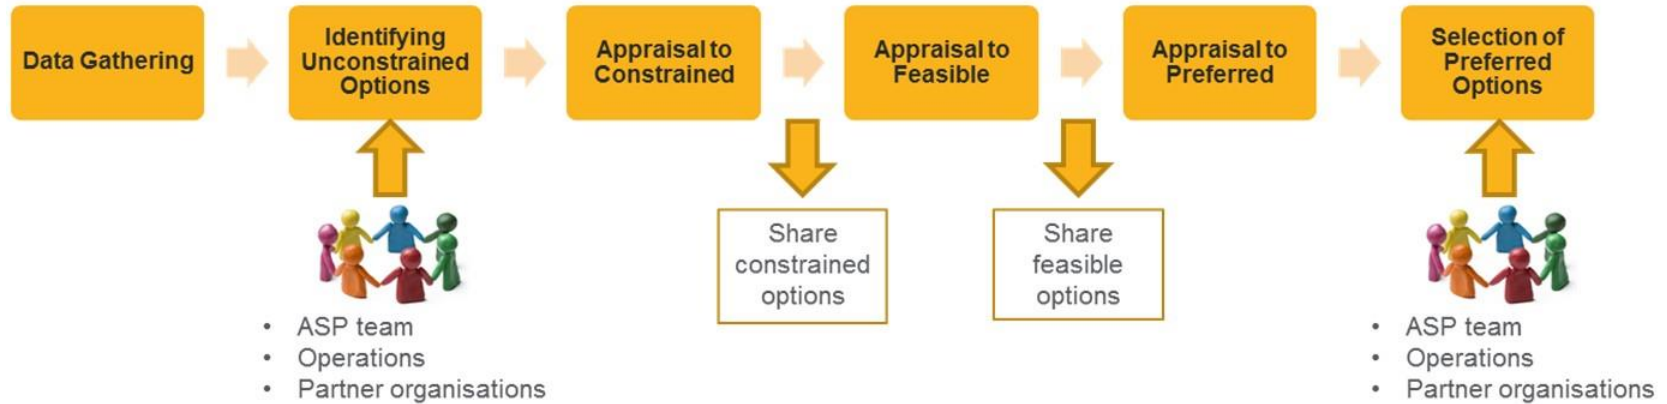 Data Gathering
Identifying
Unconstrained
Options
Appraisal to
Constrained
Appraisal to
Feasible
Appraisal to
Preferred
Selection of
Preferred
Options
Share
constrained
options
Share
feasible
options
• ASP team
• Operations
• Partner organisations
• ASP team
• Operations
• Partner organisations